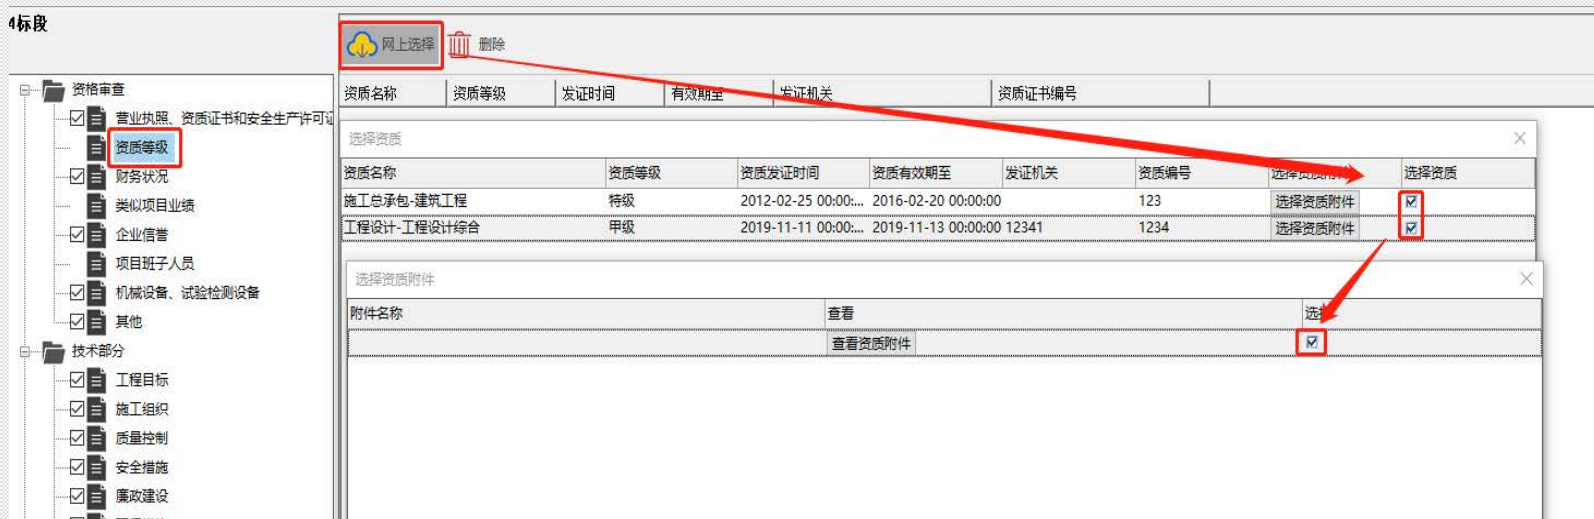 4标段
网上选择 删除
资质名称 资质等级 发证时间 有效期至 发证机关 资质证书编号
资格审查
营业执照、资质证书和安全生产许可证
资质等级
财务状况
类似项目业绩
企业信誉
项目班子人员
机械设备、试验检测设备
其他
技术部分
工程目标
施工组织
质量控制
安全措施
廉政建设
选择资质
资质名称 资质等级 资质发证时间 资质有效期至 发证机关 资质编号 选择资质附件 选择资质
施工总承包-建筑工程 特级 2012-02-25 00:00:... 2016-02-20 00:00:00 123 选择资质附件
工程设计-工程设计综合 甲级 2019-11-11 00:00:... 2019-11-13 00:00:00 12341 1234 选择资质附件
选择资质附件
附件名称 查看 选择
查看资质附件